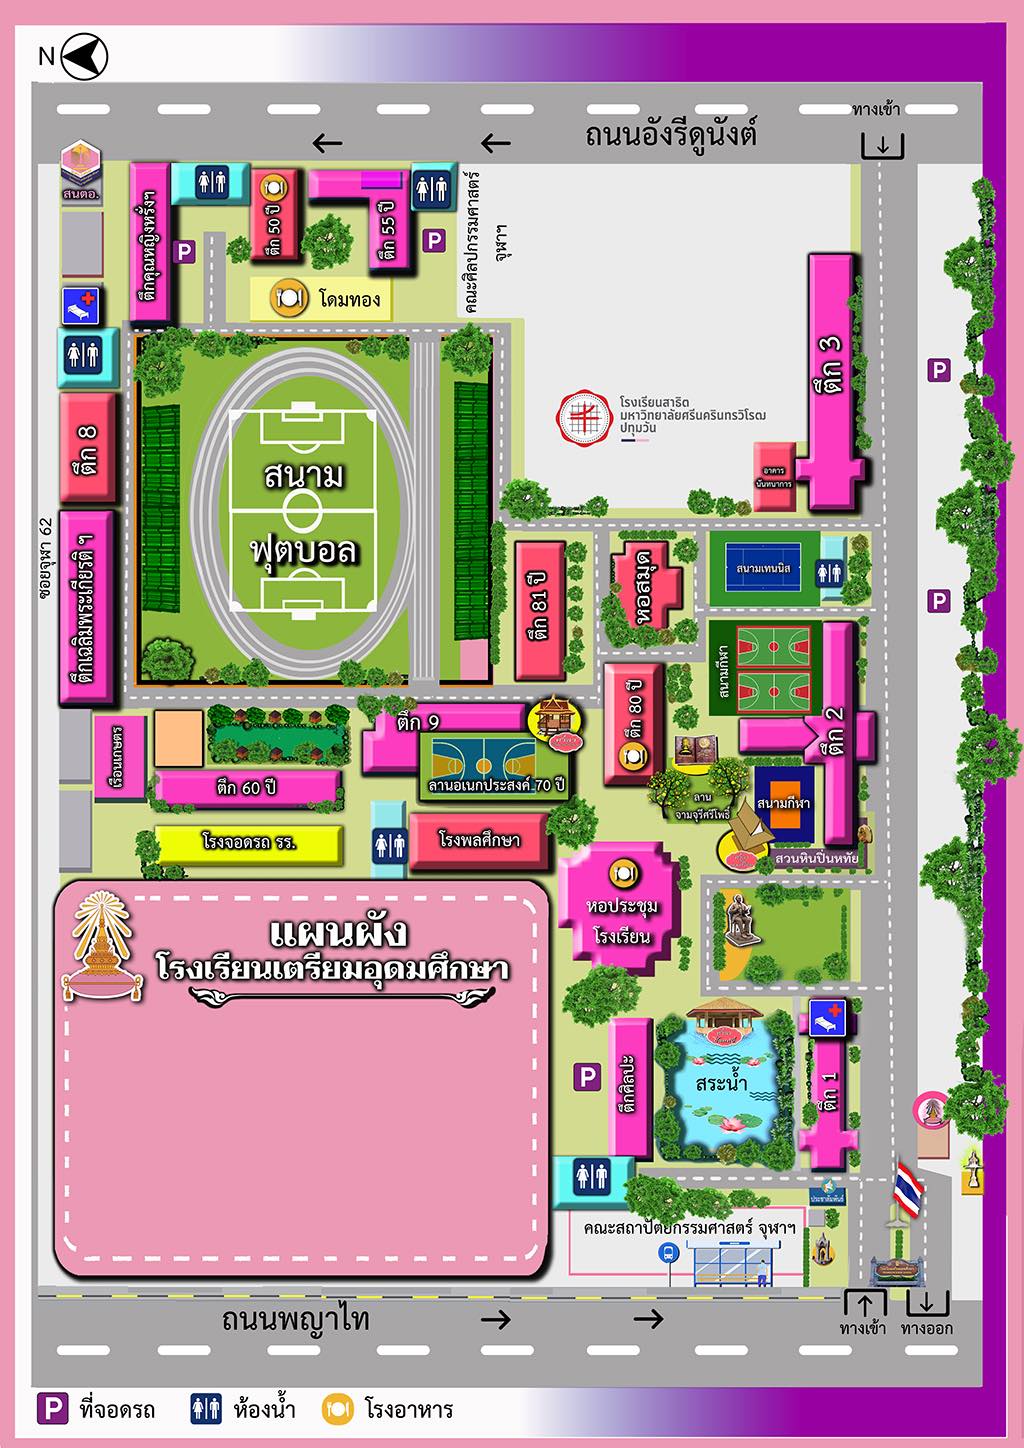 N
ทางเข้า
ถนนอังรีดูนังต์
สนตอ.
ตึกคุณหญิงหรั่งฯ
ตึก 50 ปี
ตึก 55 ปี
P
P
คณะศิลปกรรมศาสตร์
จุฬาฯ
โดมทอง
ตึก 3
P
โรงเรียนสาธิต
มหาวิทยาลัยศรีนครินทรวิโรฒ
ปทุมวัน
ตึก 8
อาคาร
นันทนาการ
สนาม
ฟุตบอล
ซอยจุฬา 62
ตึกเฉลิมพระเกียรติ ฯ
ตึก 81 ปี
หอสมุด
สนามเทนนิส
P
สนามกีฬา
ตึก 80 ปี
ตึก 2
ตึก 9
เรือนเกษตร
ตึก 60 ปี
ลานอเนกประสงค์ 70 ปี
ลาน
จามจุรีศรีโพธิ์
สนามกีฬา
โรงจอดรถ รร.
โรงพลศึกษา
สวนหินปิ่นหทัย
หอประชุม
โรงเรียน
แผนผัง
โรงเรียนเตรียมอุดมศึกษา
P
ตึกศิลปะ
สระน้ำ
ตึก 1
ประชาสัมพันธ์
คณะสถาปัตยกรรมศาสตร์ จุฬาฯ
ถนนพญาไท
ทางเข้า
ทางออก
P ที่จอดรถ
ห้องน้ำ
โรงอาหาร